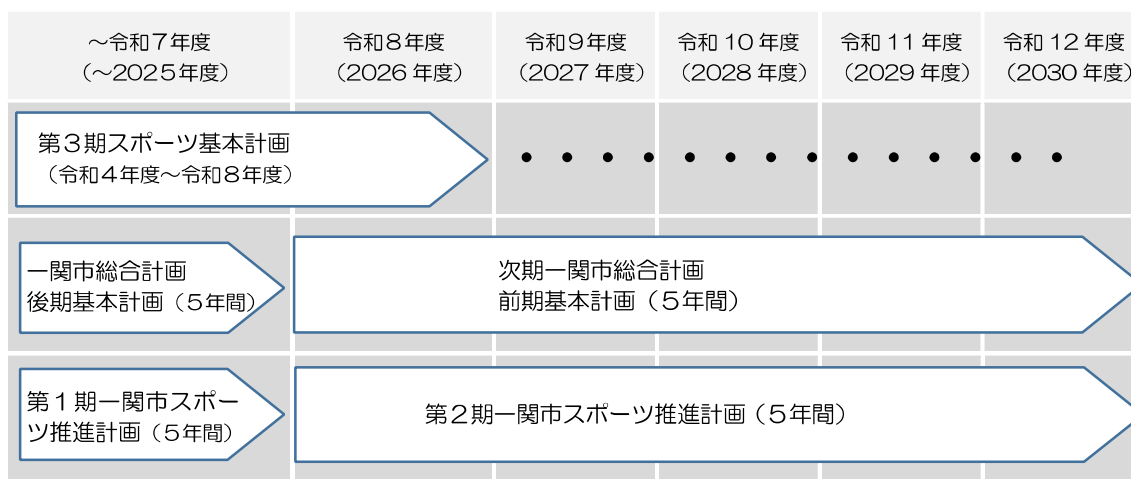 ～令和７年度
（～2025年度）
令和８年度
（2026 年度）
令和９年度
（2027 年度）
令和 10 年度
（2028 年度）
令和 11 年度
（2029 年度）
令和 12 年度
（2030 年度）
第３期スポーツ基本計画
（令和４年度～令和８年度）
・・・・・・・・・・・・・・
一関市総合計画
後期基本計画（５年間）
次期一関市総合計画
前期基本計画（５年間）
第１期一関市スポー
ツ推進計画（５年間）
第２期一関市スポーツ推進計画（５年間）